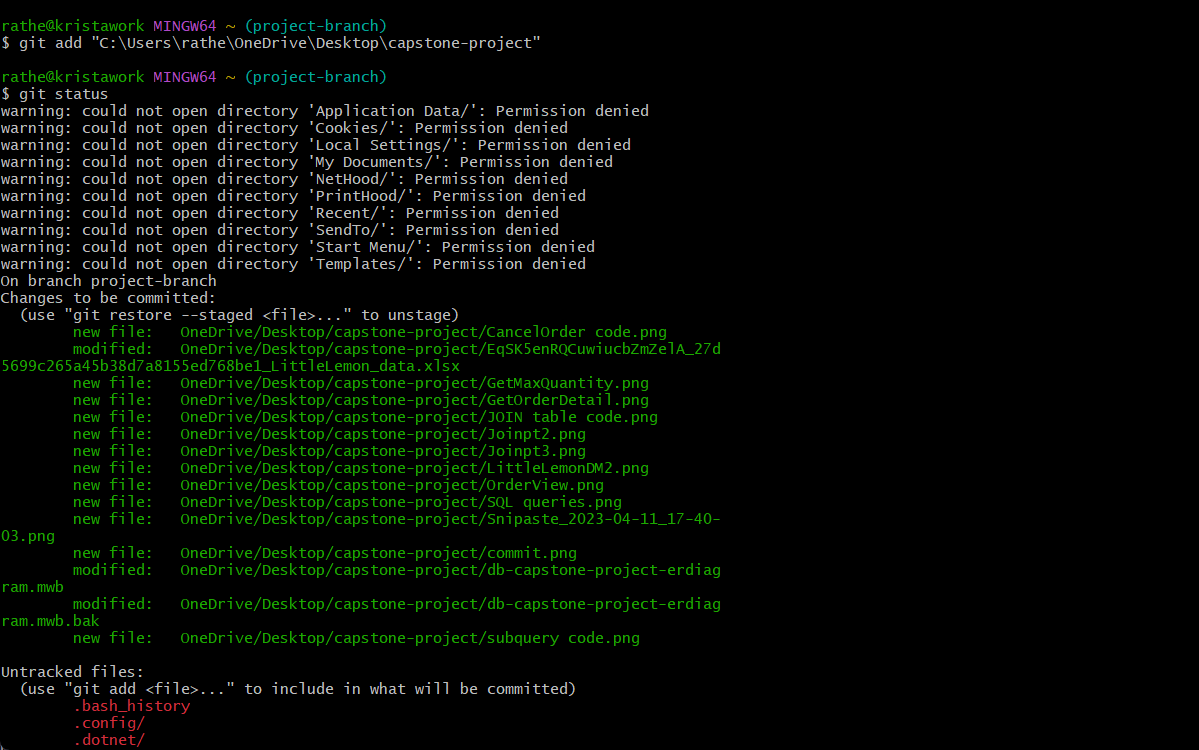 rathe@kristawork MINGW64 ~ (project-branch)
$ git add "C:\Users\rathe\OneDrive\Desktop\capstone-project"
rathe@kristawork MINGW64 ~ (project-branch)
$ git status
warning: could not open directory 'Application Data/': Permission denied
warning: could not open directory 'Cookies/': Permission denied
warning: could not open directory 'Local Settings/': Permission denied
warning: could not open directory 'My Documents/': Permission denied
warning: could not open directory 'NetHood/': Permission denied
warning: could not open directory 'PrintHood/': Permission denied
warning: could not open directory 'Recent/': Permission denied
warning: could not open directory 'SendTo/': Permission denied
warning: could not open directory 'Start Menu/': Permission denied
warning: could not open directory 'Templates/': Permission denied
On branch project-branch
Changes to be committed:
  (use "git restore --staged <file>..." to unstage)
        new file:   OneDrive/Desktop/capstone-project/CancelOrder code.png
        modified:   OneDrive/Desktop/capstone-project/EqSK5enRQCuwiucbZmZelA_27d
5699c265a45b38d7a8155ed768be1_LittleLemon_data.xlsx
        new file:   OneDrive/Desktop/capstone-project/GetMaxQuantity.png
        new file:   OneDrive/Desktop/capstone-project/GetOrderDetail.png
        new file:   OneDrive/Desktop/capstone-project/JOIN table code.png
        new file:   OneDrive/Desktop/capstone-project/Joinpt2.png
        new file:   OneDrive/Desktop/capstone-project/Joinpt3.png
        new file:   OneDrive/Desktop/capstone-project/LittleLemonDM2.png
        new file:   OneDrive/Desktop/capstone-project/OrderView.png
        new file:   OneDrive/Desktop/capstone-project/SQL queries.png
        new file:   OneDrive/Desktop/capstone-project/Snipaste_2023-04-11_17-40-
03.png
        new file:   OneDrive/Desktop/capstone-project/commit.png
        modified:   OneDrive/Desktop/capstone-project/db-capstone-project-erdiag
ram.mwb
        modified:   OneDrive/Desktop/capstone-project/db-capstone-project-erdiag
ram.mwb.bak
        new file:   OneDrive/Desktop/capstone-project/subquery code.png
Untracked files:
  (use "git add <file>..." to include in what will be committed)
        .bash_history
        .config/
        .dotnet/